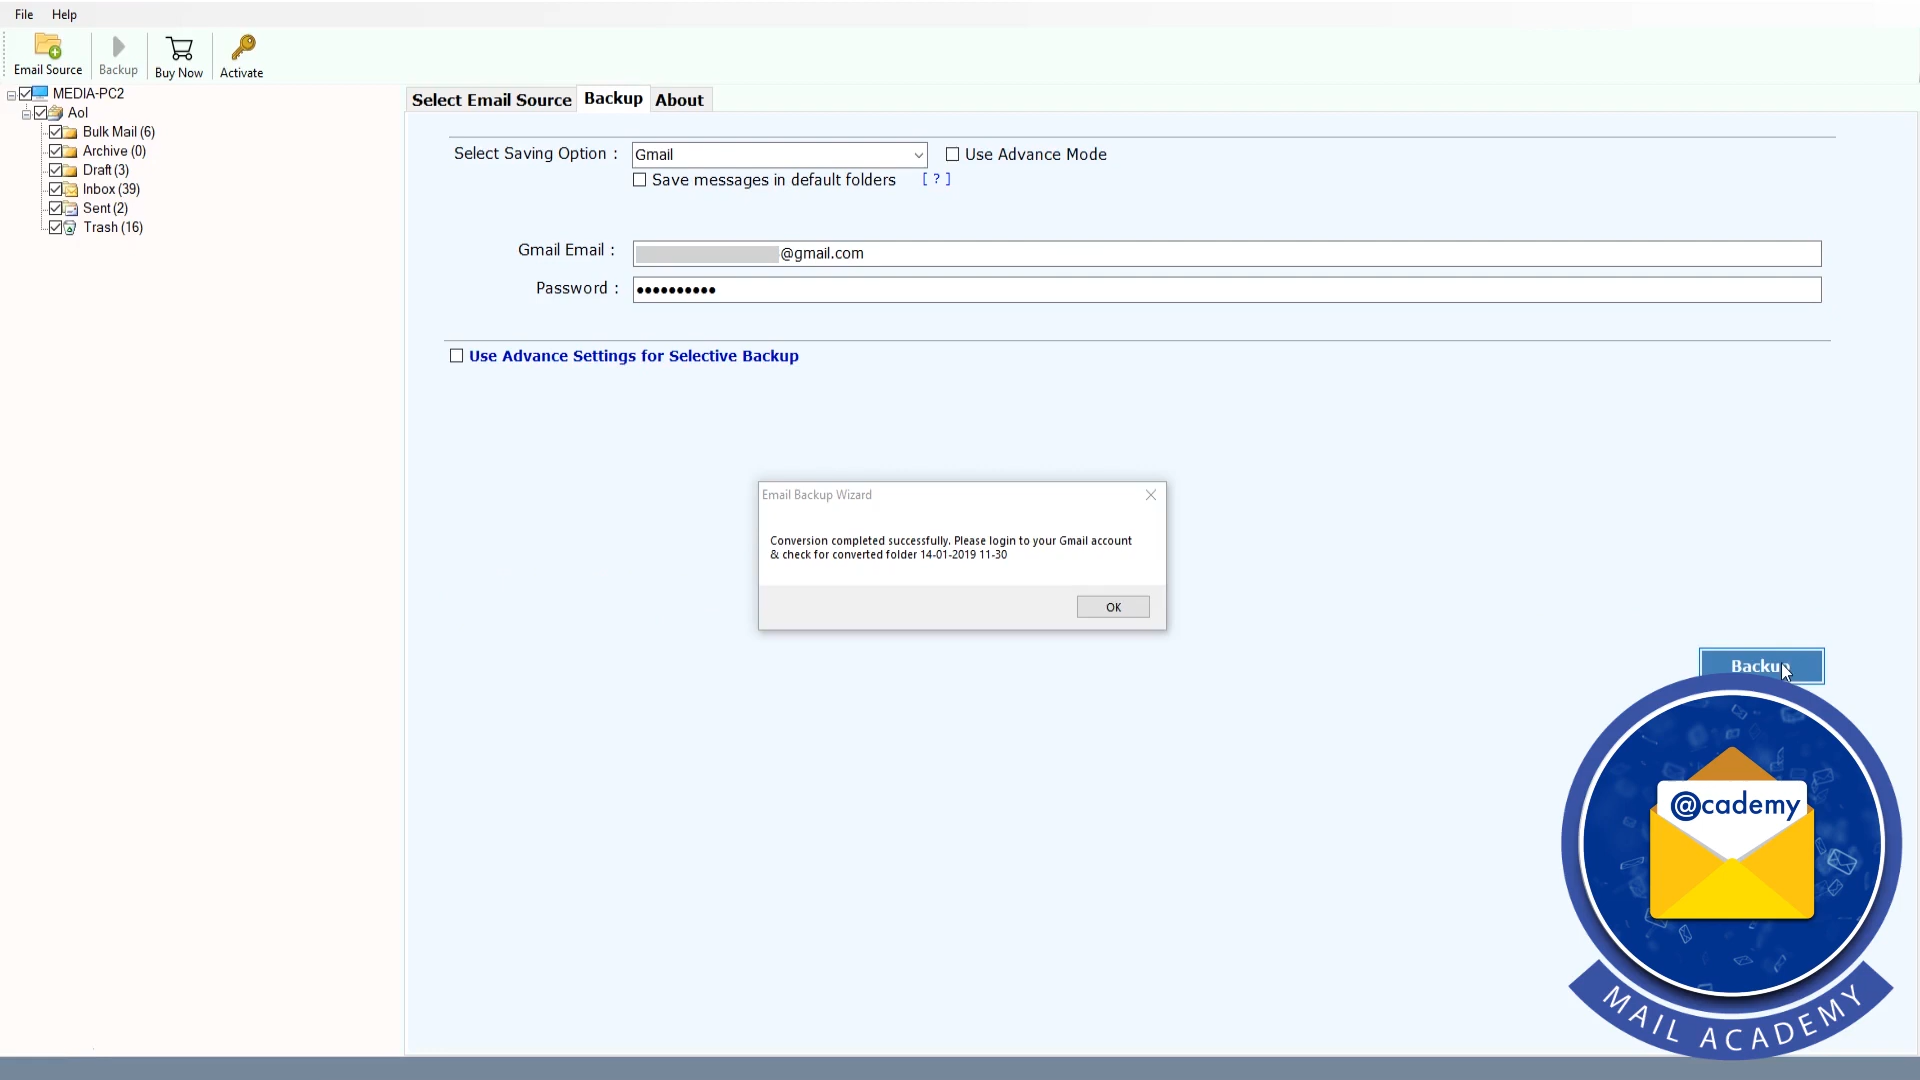 File Help
Email Source Backup Buy Now Activate
MEDIA-PC2
Aol
Bulk Mail (6)
Archive (0)
Draft (3)
Inbox (39)
Sent (2)
Trash (16)
Select Email Source Backup About
Select Saving Option : Gmail Use Advance Mode
Save messages in default folders [ ? ]
Gmail Email : @gmail.com
Password : ••••••••••
Use Advance Settings for Selective Backup
Email Backup Wizard
Conversion completed successfully. Please login to your Gmail account
& check for converted folder 14-01-2019 11-30
OK
Backup
@cademy
MAIL ACADEMY